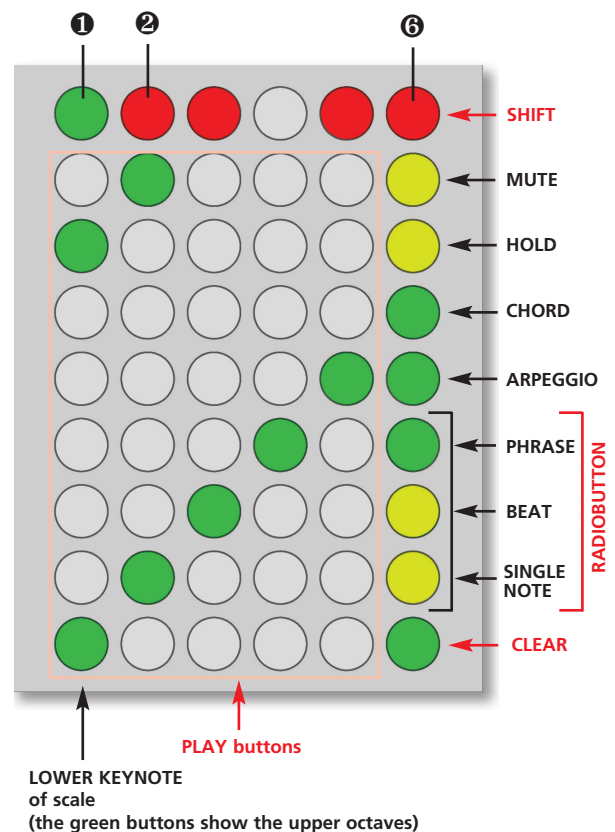 ❶
❷
❻
SHIFT
MUTE
HOLD
CHORD
ARPEGGIO
PHRASE
BEAT
SINGLE
NOTE
RADIOBUTTON
CLEAR
PLAY buttons
LOWER KEYNOTE
of scale
(the green buttons show the upper octaves)